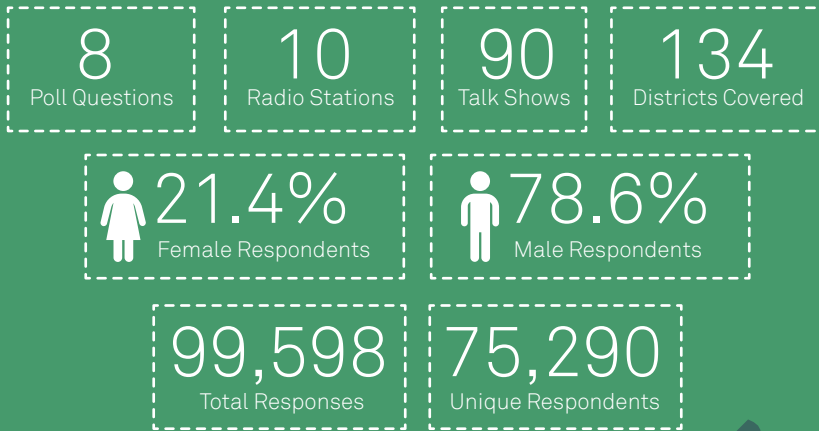 8
Poll Questions
10
Radio Stations
90
Talk Shows
134
Districts Covered
21.4%
Female Respondents
78.6%
Male Respondents
99,598
Total Responses
75,290
Unique Respondents